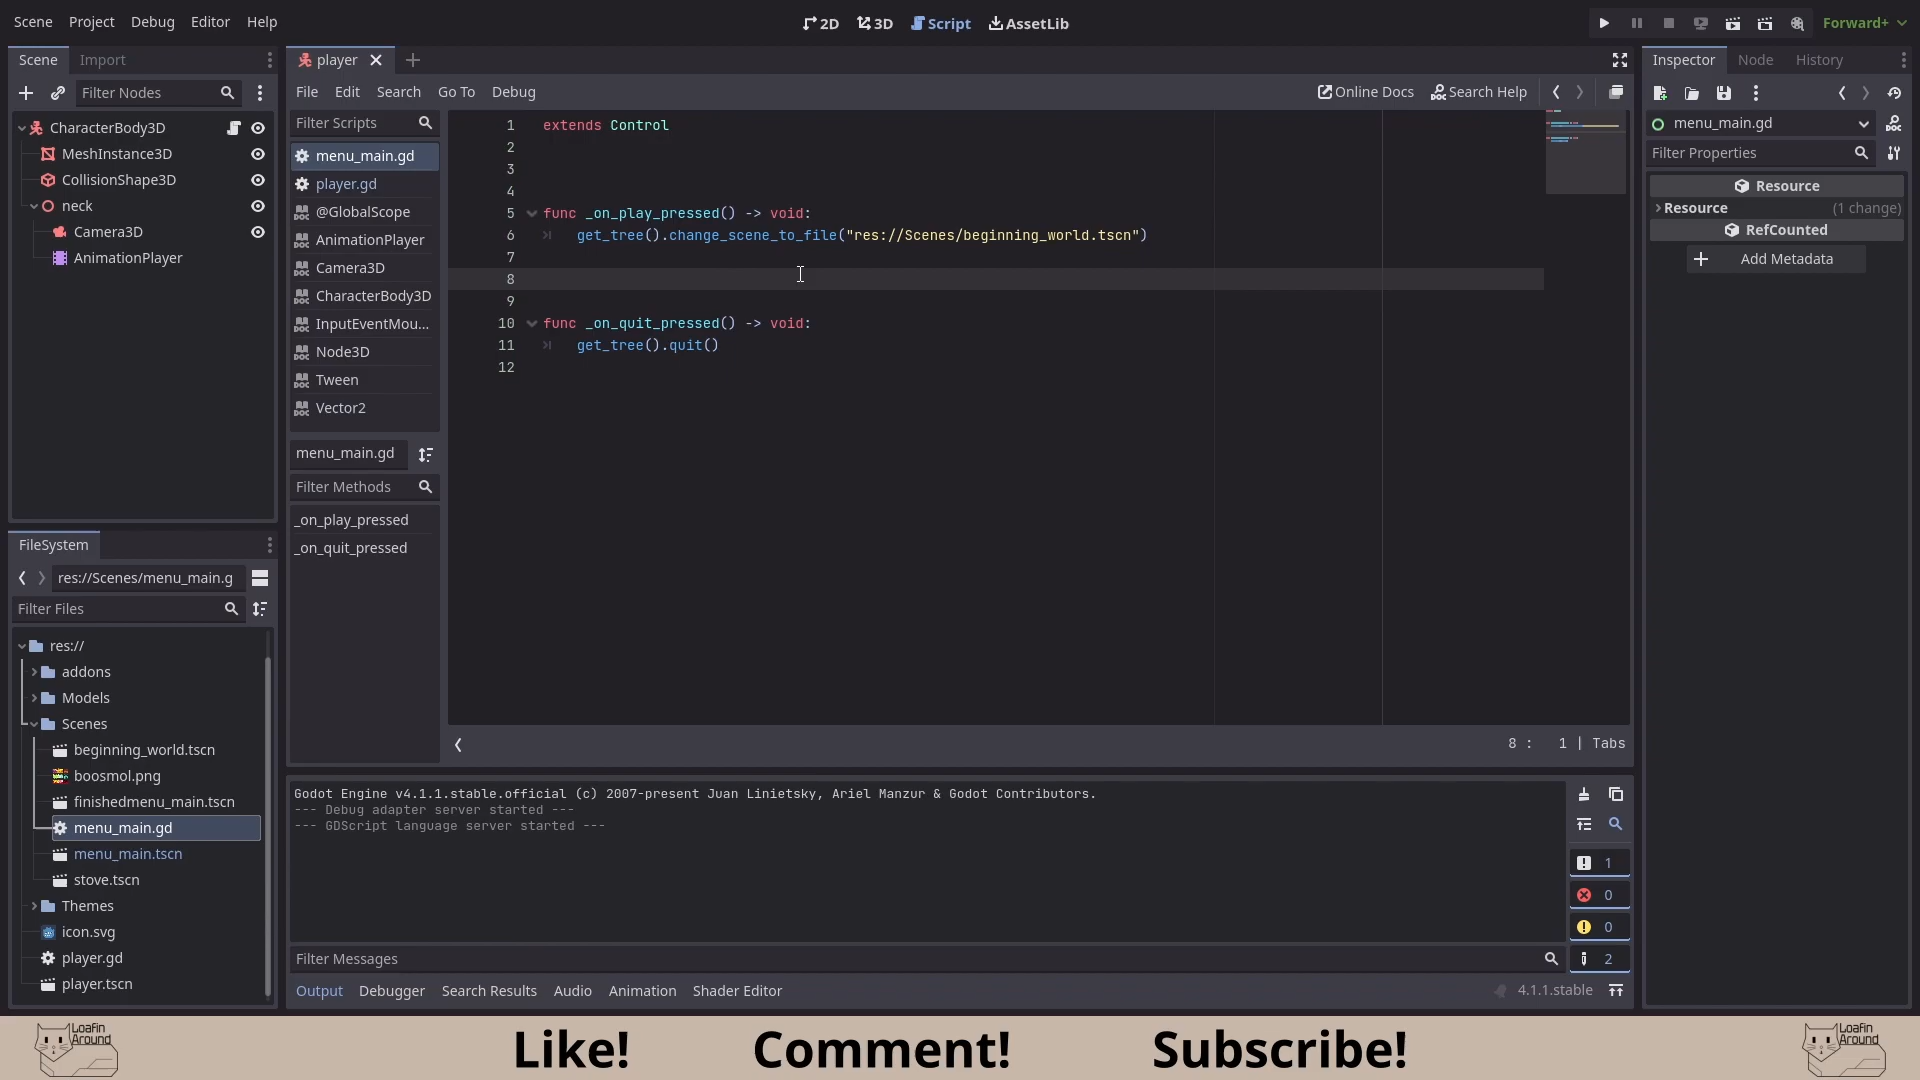 Scene Project Debug Editor Help
2D 3D Script AssetLib
Forward+
Scene Import
Filter Nodes
CharacterBody3D
MeshInstance3D
CollisionShape3D
neck
Camera3D
AnimationPlayer
FileSystem
res://Scenes/menu_main.g
Filter Files
res://
addons
Models
Scenes
beginning_world.tscn
boosmol.png
finishedmenu_main.tscn
menu_main.gd
menu_main.tscn
stove.tscn
Themes
icon.svg
player.gd
player.tscn
player
File Edit Search Go To Debug
Online Docs Search Help
Filter Scripts
menu_main.gd
player.gd
@GlobalScope
AnimationPlayer
Camera3D
CharacterBody3D
InputEventMou...
Node3D
Tween
Vector2
menu_main.gd
Filter Methods
_on_play_pressed
_on_quit_pressed
1 extends Control
2
3
4
5 func _on_play_pressed() -> void:
6 get_tree().change_scene_to_file("res://Scenes/beginning_world.tscn")
7
8
9
10 func _on_quit_pressed() -> void:
11 get_tree().quit()
12
8 : 1 | Tabs
Godot Engine v4.1.1.stable.official (c) 2007-present Juan Linietsky, Ariel Manzur & Godot Contributors.
--- Debug adapter server started ---
--- GDScript language server started ---
1
0
0
2
Filter Messages
Output Debugger Search Results Audio Animation Shader Editor
4.1.1.stable
Inspector Node History
menu_main.gd
Filter Properties
Resource
Resource (1 change)
RefCounted
Add Metadata
Loafin
Around
Like! Comment! Subscribe!
Loafin
Around